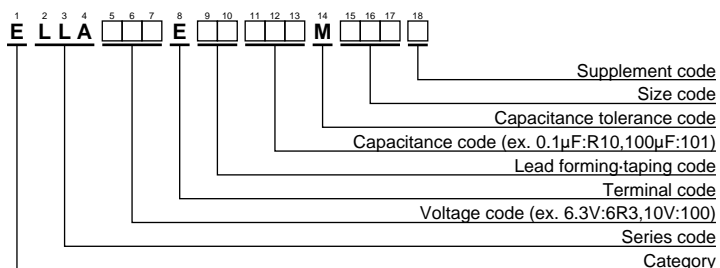 1 2 3 4 5 6 7 8 9 10 11 12 13 14 15 16 17 18
E L L A E M
Supplement code
Size code
Capacitance tolerance code
Capacitance code (ex. 0.1µF:R10,100µF:101)
Lead forming·taping code
Terminal code
Voltage code (ex. 6.3V:6R3,10V:100)
Series code
Category